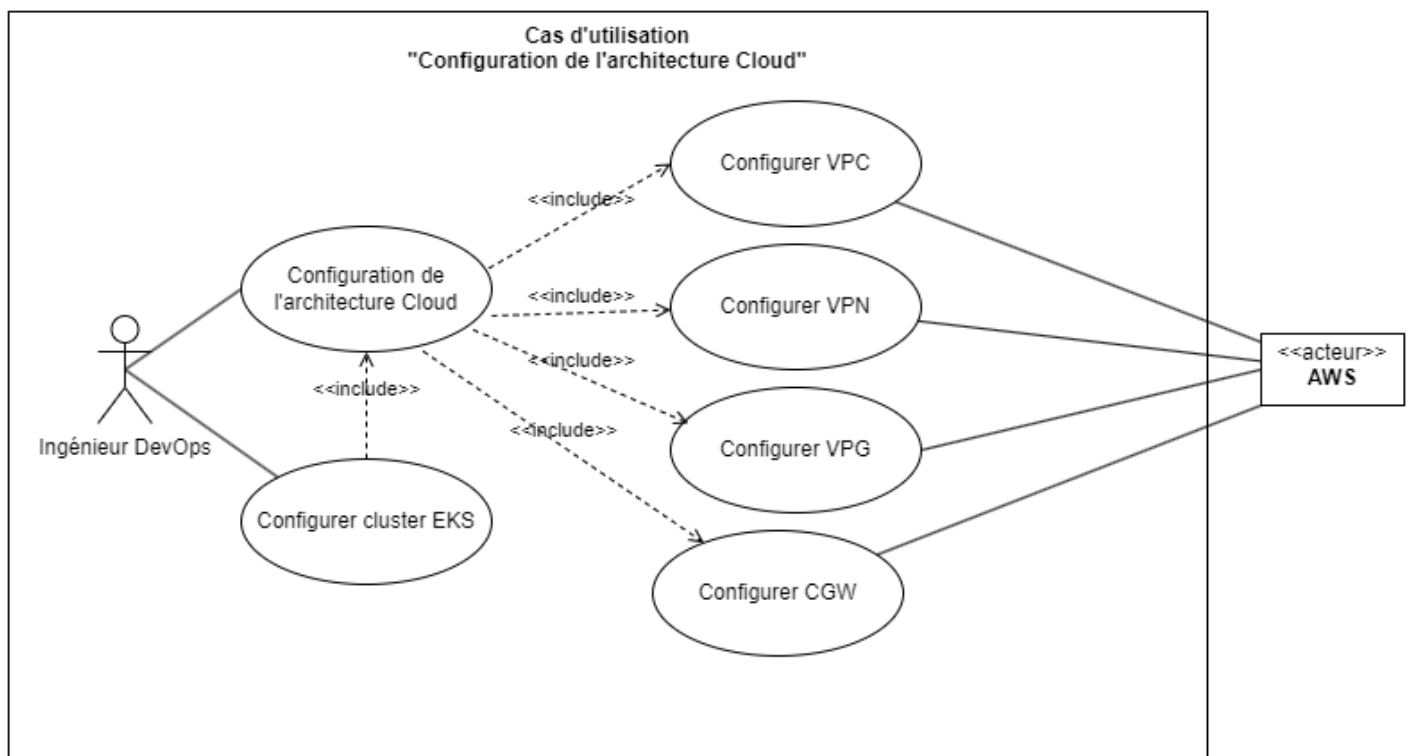 Cas d'utilisation
"Configuration de l'architecture Cloud"
Configurer VPC
<<include>>
Configuration de
l'architecture Cloud
<<include>>
Configurer VPN
<<acteur>>
AWS
<<include>>
<<include>>
<<include>>
Ingénieur DevOps
Configurer VPG
Configurer cluster EKS
Configurer CGW